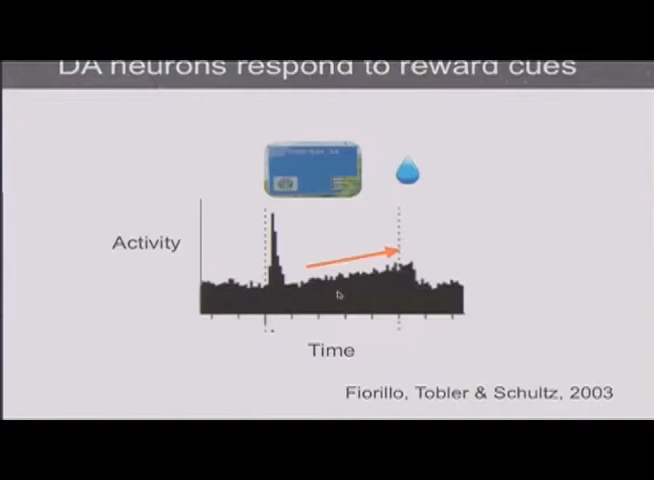 DA neurons respond to reward cues
Activity
Time
Fiorillo, Tobler & Schultz, 2003